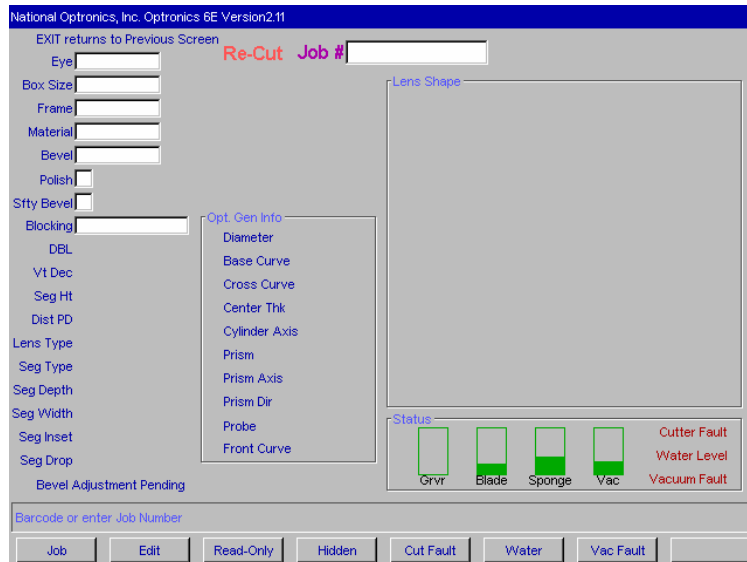 National Optronics, Inc. Optronics 6E Version2.11
EXIT returns to Previous Screen
Re-Cut Job #
Eye
Box Size
Frame
Material
Bevel
Polish
Sfty Bevel
Blocking
DBL
Vt Dec
Seg Ht
Dist PD
Lens Type
Seg Type
Seg Depth
Seg Width
Seg Inset
Seg Drop
Bevel Adjustment Pending
Opt. Gen Info
Diameter
Base Curve
Cross Curve
Center Thk
Cylinder Axis
Prism
Prism Axis
Prism Dir
Probe
Front Curve
Lens Shape
Status
Grvr Blade Sponge Vac
Cutter Fault
Water Level
Vacuum Fault
Barcode or enter Job Number
Job Edit Read-Only Hidden Cut Fault Water Vac Fault